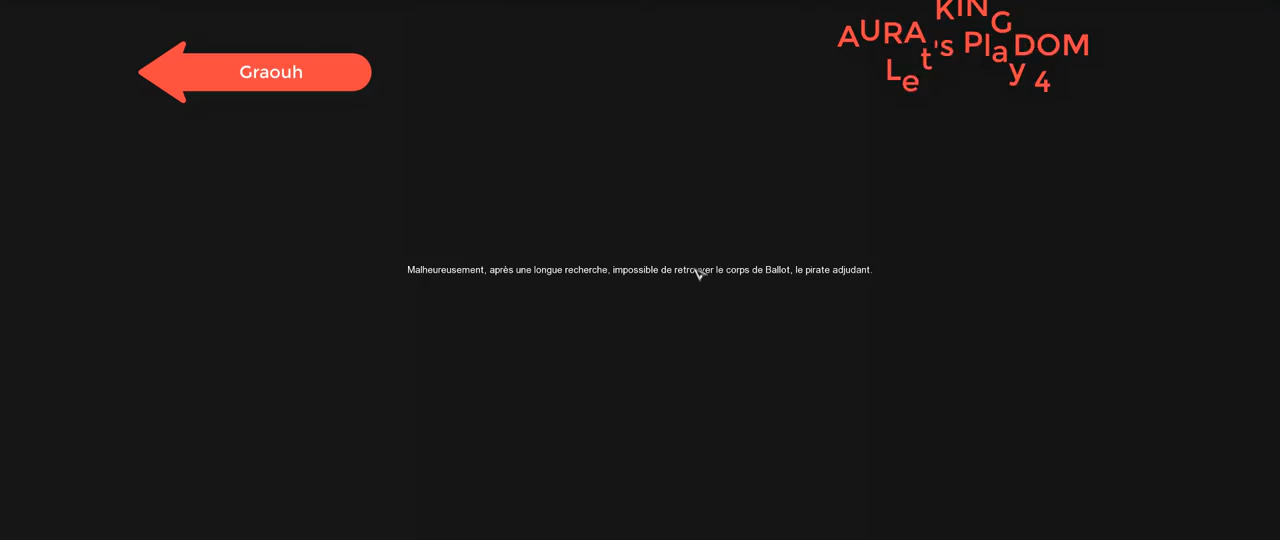 Graouh
AURA KINGDOM
Let's Play 4
Malheureusement, après une longue recherche, impossible de retrouver le corps de Ballot, le pirate adjudant.